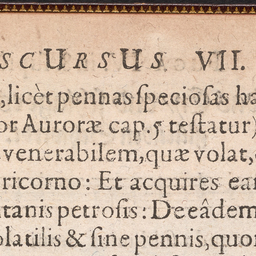 SCURSUS VII.
, licèt pennas ſpecioſas ha
or Auroræ cap. 5 teſtatur)
venerabilem, quæ volat,
ricorno: Et acquires ear
tanis petroſis: De eâdem
olatilis & ſine pennis, quor